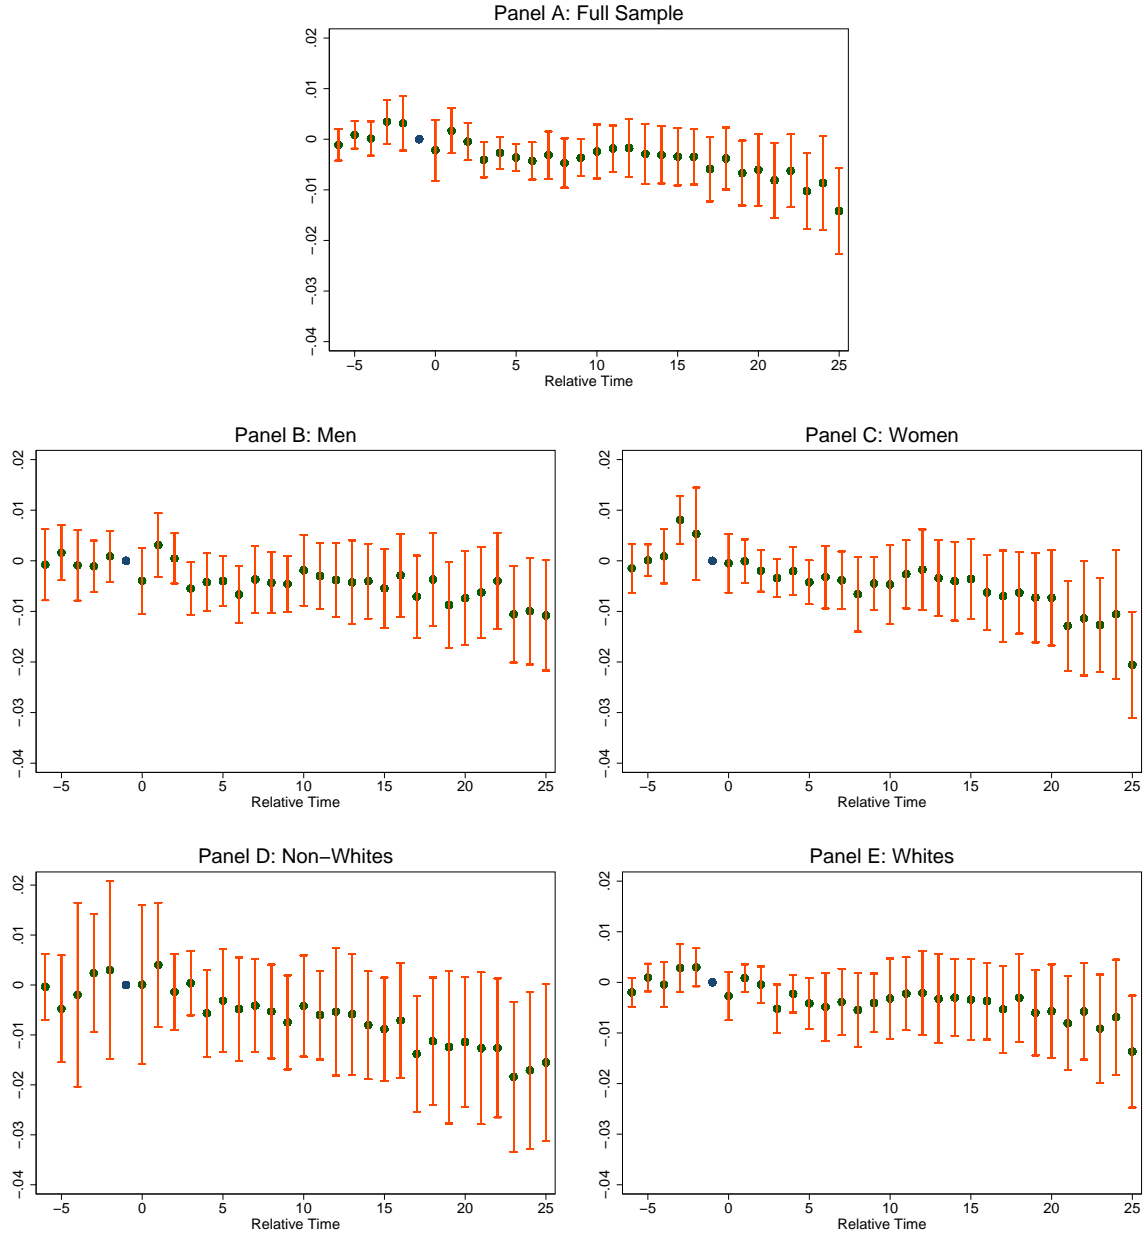 Panel A: Full Sample
.02
.01
0
-.01
-.02
-.03
-.04
−5 0 5 10 15 20 25
Relative Time
Panel B: Men
.02
.01
0
-.01
-.02
-.03
-.04
−5 0 5 10 15 20 25
Relative Time
Panel C: Women
.02
.01
0
-.01
-.02
-.03
-.04
−5 0 5 10 15 20 25
Relative Time
Panel D: Non−Whites
.02
.01
0
-.01
-.02
-.03
-.04
−5 0 5 10 15 20 25
Relative Time
Panel E: Whites
.02
.01
0
-.01
-.02
-.03
-.04
−5 0 5 10 15 20 25
Relative Time